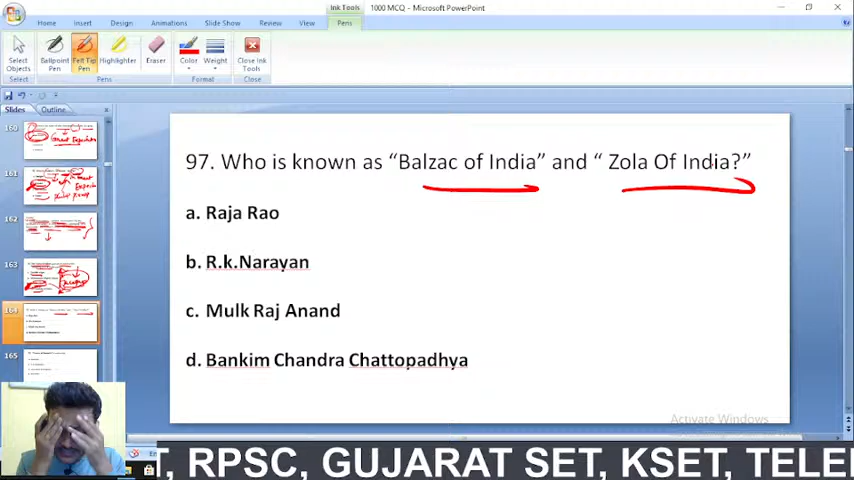 Ink Tools
1000 MCQ - Microsoft PowerPoint
Home Insert Design Animations Slide Show Review View Pens
Select Objects
Ballpoint Pen
Felt Tip Pen
Highlighter
Eraser
Color
Weight
Close Ink Tools
Select Pens Format Close
Slides Outline
160
161
162
163
164
165
97. Who is known as “Balzac of India” and “ Zola Of India?”
a. Raja Rao
b. R.k.Narayan
c. Mulk Raj Anand
d. Bankim Chandra Chattopadhya
Activate Windows
, RPSC, GUJARAT SET, KSET, TELE